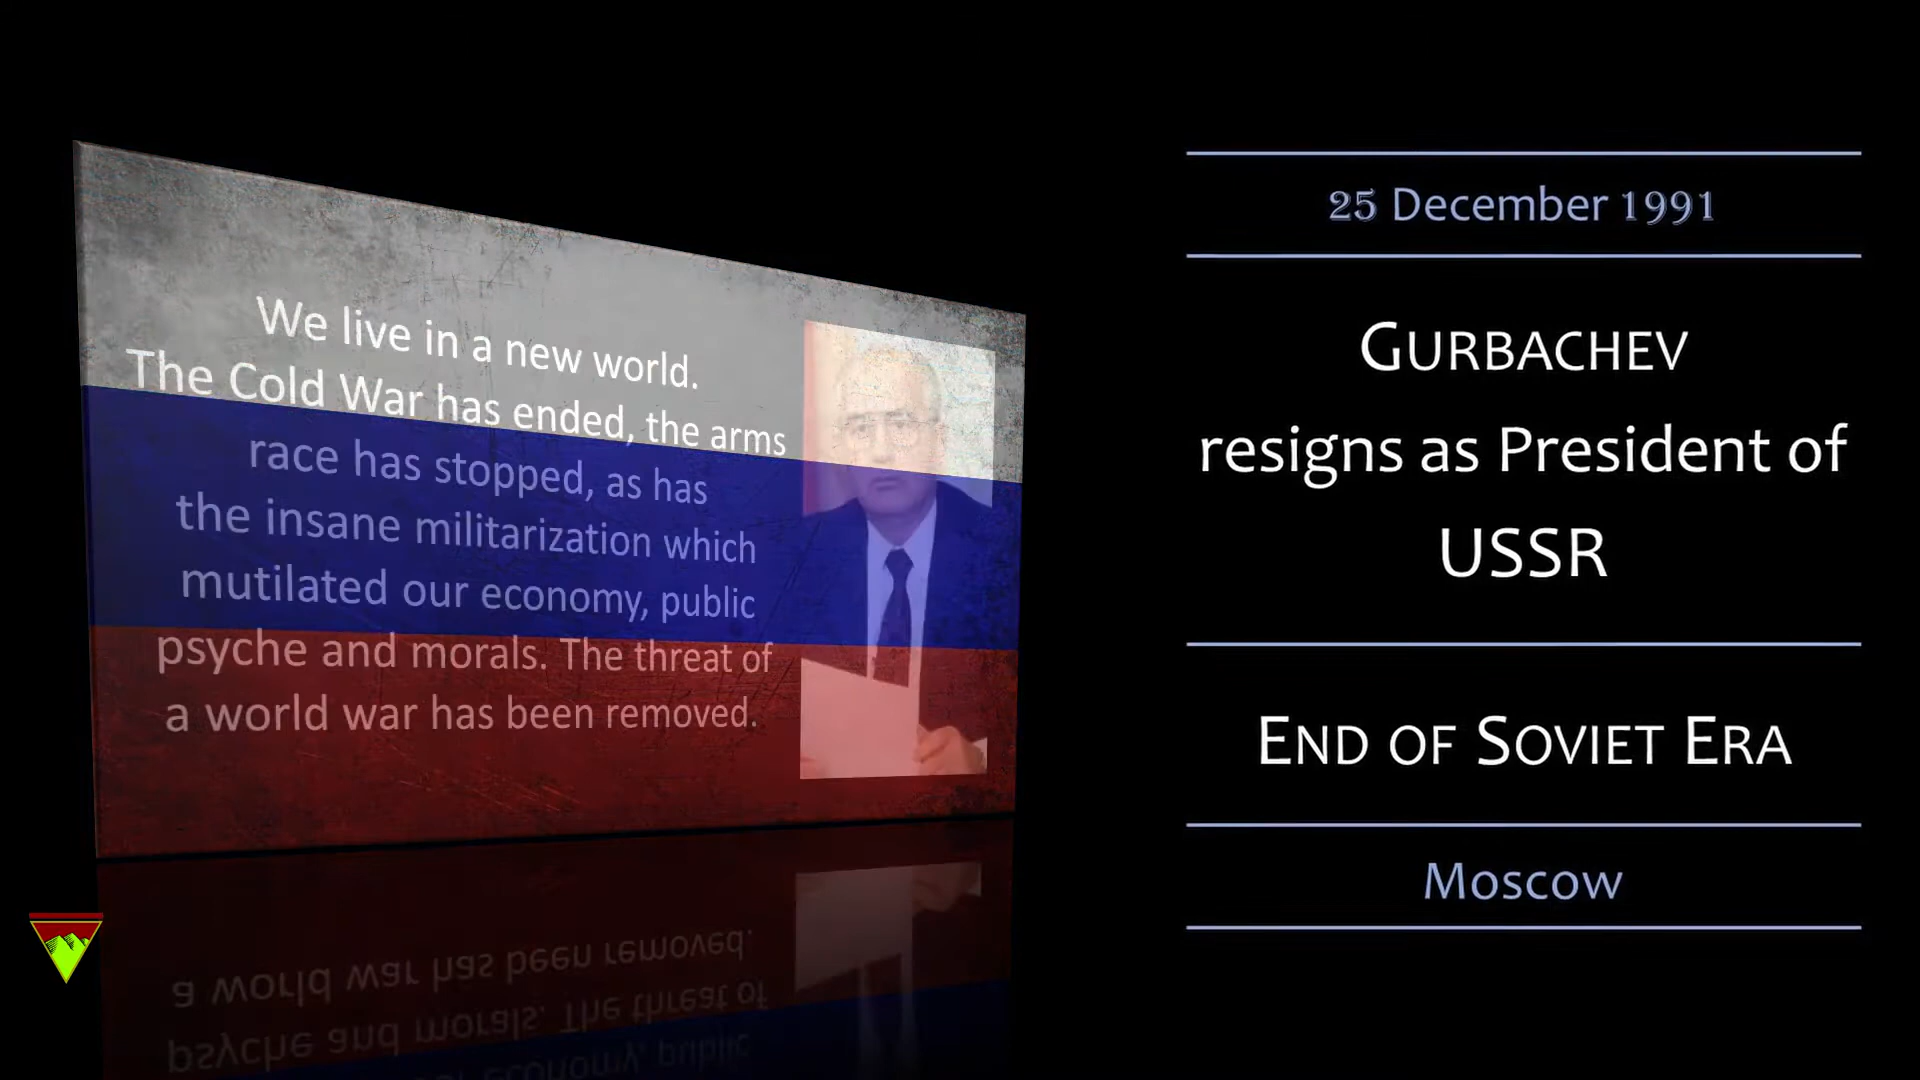 We live in a new world.
The Cold War has ended, the arms
race has stopped, as has
the insane militarization which
mutilated our economy, public
psyche and morals. The threat of
a world war has been removed.
25 December 1991
GURBACHEV
resigns as President of
USSR
END OF SOVIET ERA
Moscow